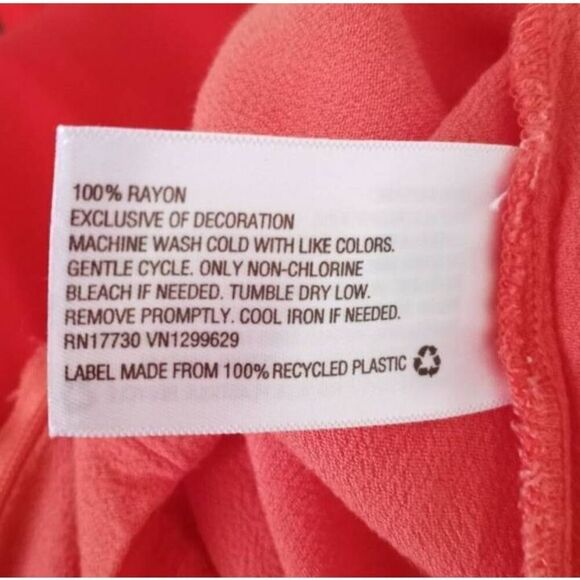 100% RAYON
EXCLUSIVE OF DECORATION
MACHINE WASH COLD WITH LIKE COLORS.
GENTLE CYCLE. ONLY NON-CHLORINE
BLEACH IF NEEDED. TUMBLE DRY LOW.
REMOVE PROMPTLY. COOL IRON IF NEEDED.
RN17730 VN1299629
LABEL MADE FROM 100% RECYCLED PLASTIC